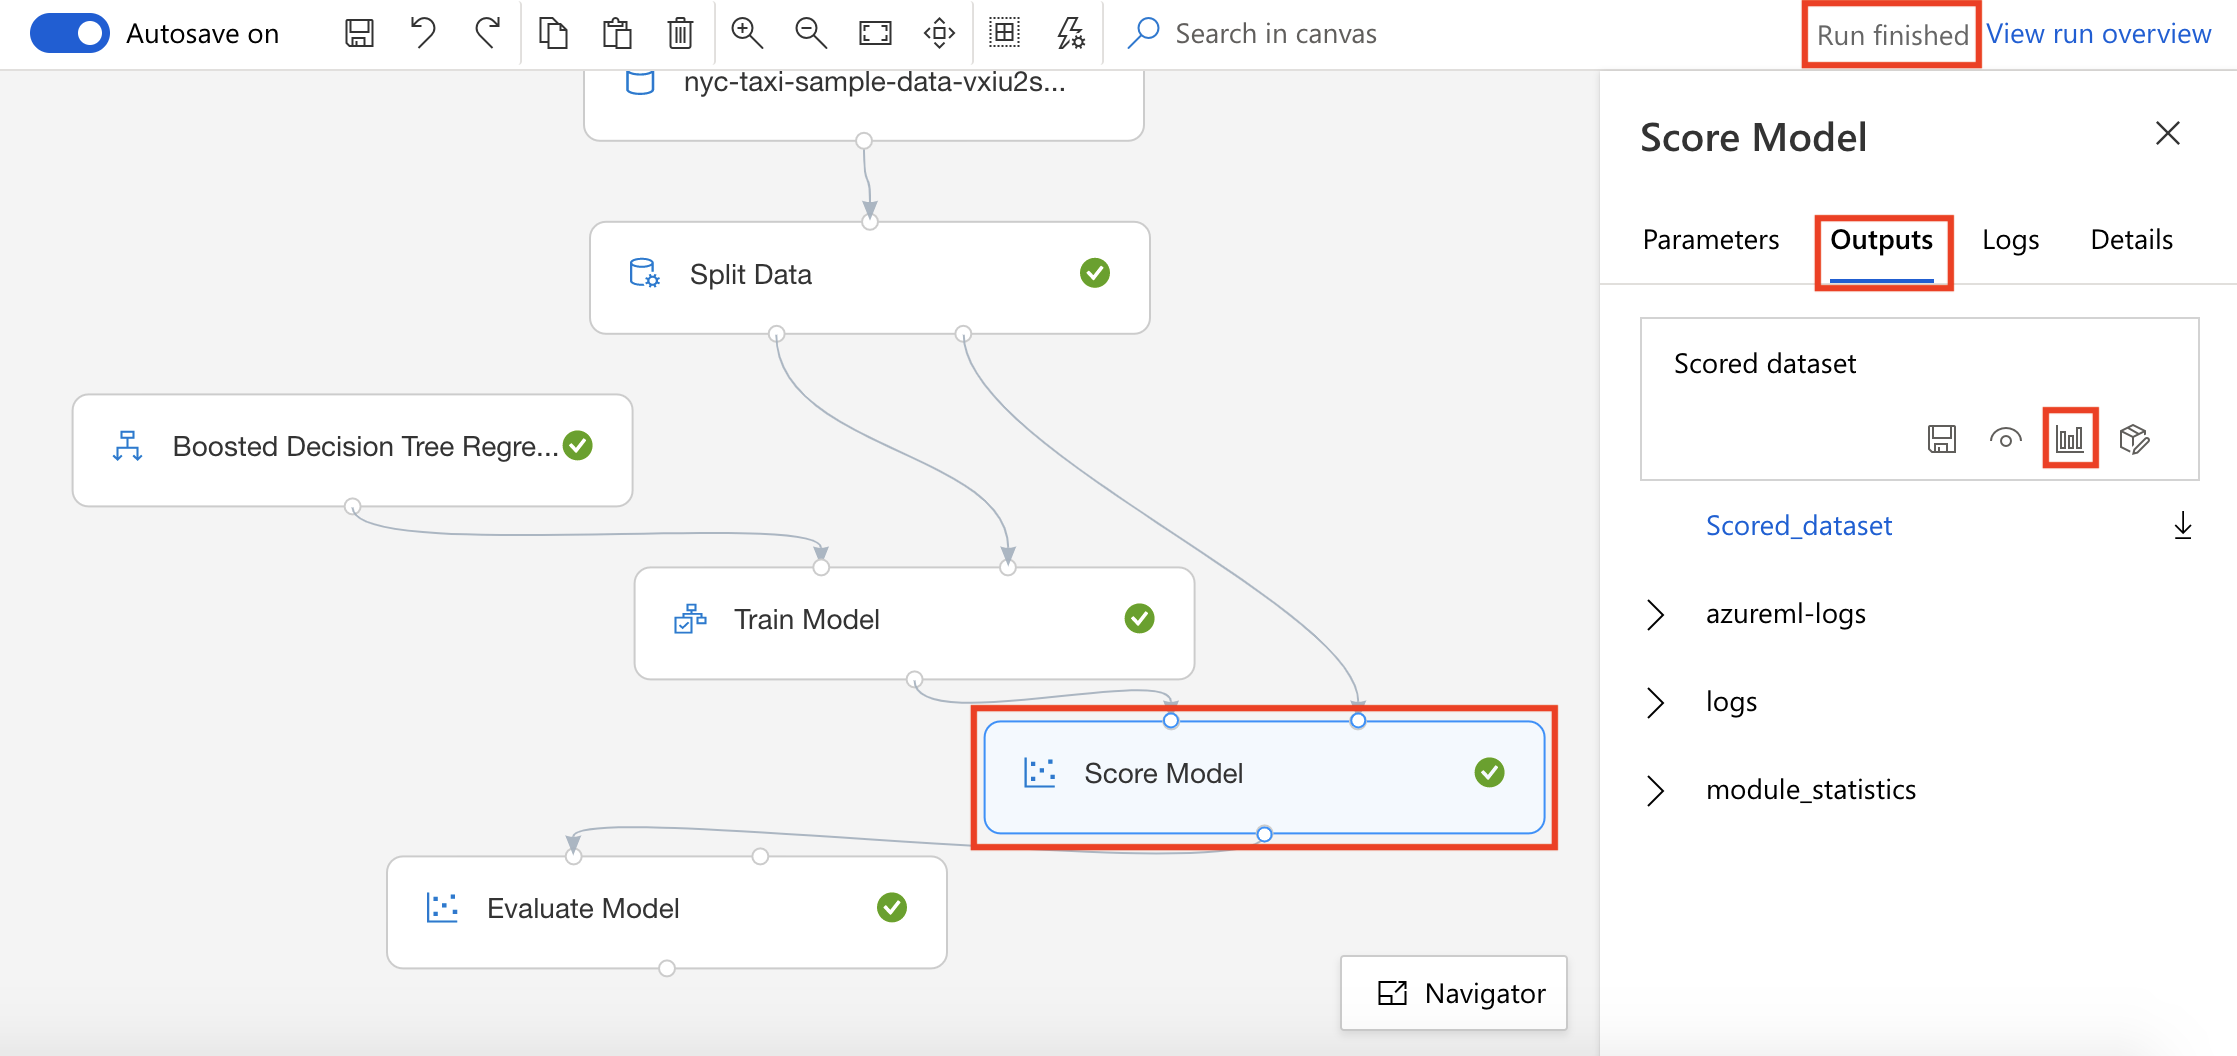 Autosave on
Search in canvas
Run finished
View run overview
nyc-taxi-sample-data-vxiu2s...
Split Data
Boosted Decision Tree Regre...
Train Model
Score Model
Evaluate Model
Navigator
Score Model
Parameters
Outputs
Logs
Details
Scored dataset
Scored_dataset
azureml-logs
logs
module_statistics